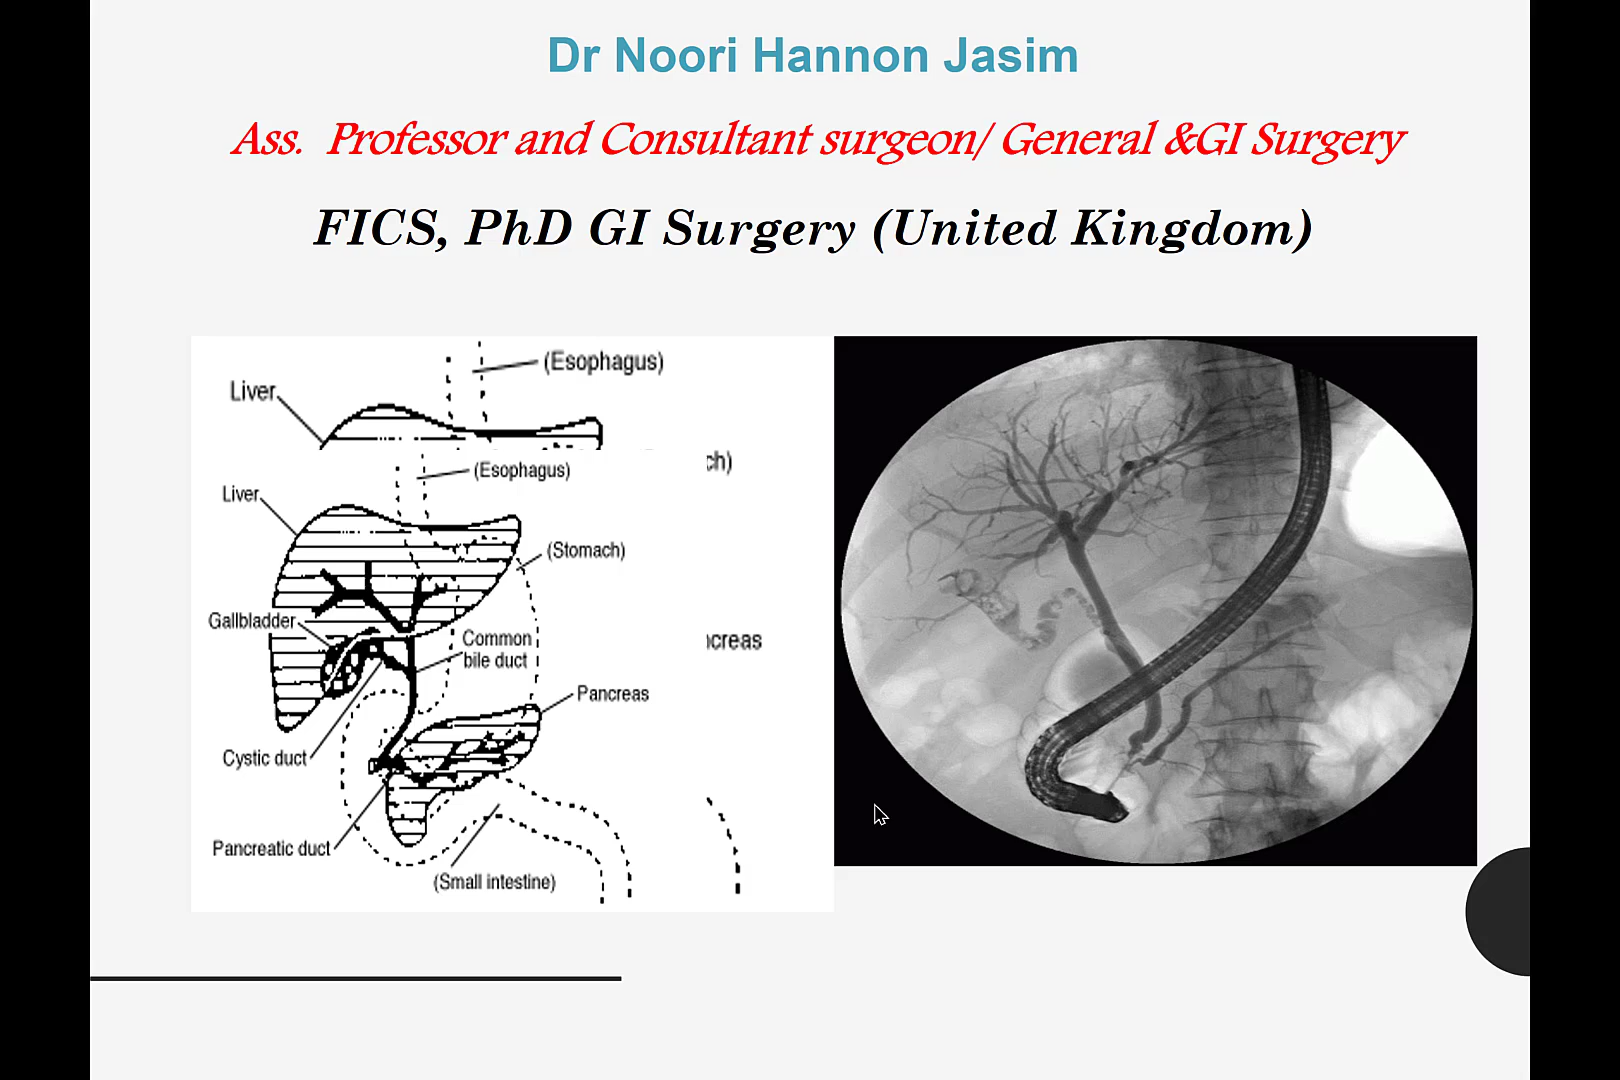 Dr Noori Hannon Jasim
Ass. Professor and Consultant surgeon/ General &GI Surgery
FICS, PhD GI Surgery (United Kingdom)
(Esophagus)
Liver
ch)
(Esophagus)
Liver
(Stomach)
Gallbladder
Common
bile duct
creas
Pancreas
Cystic duct
Pancreatic duct
(Small intestine)